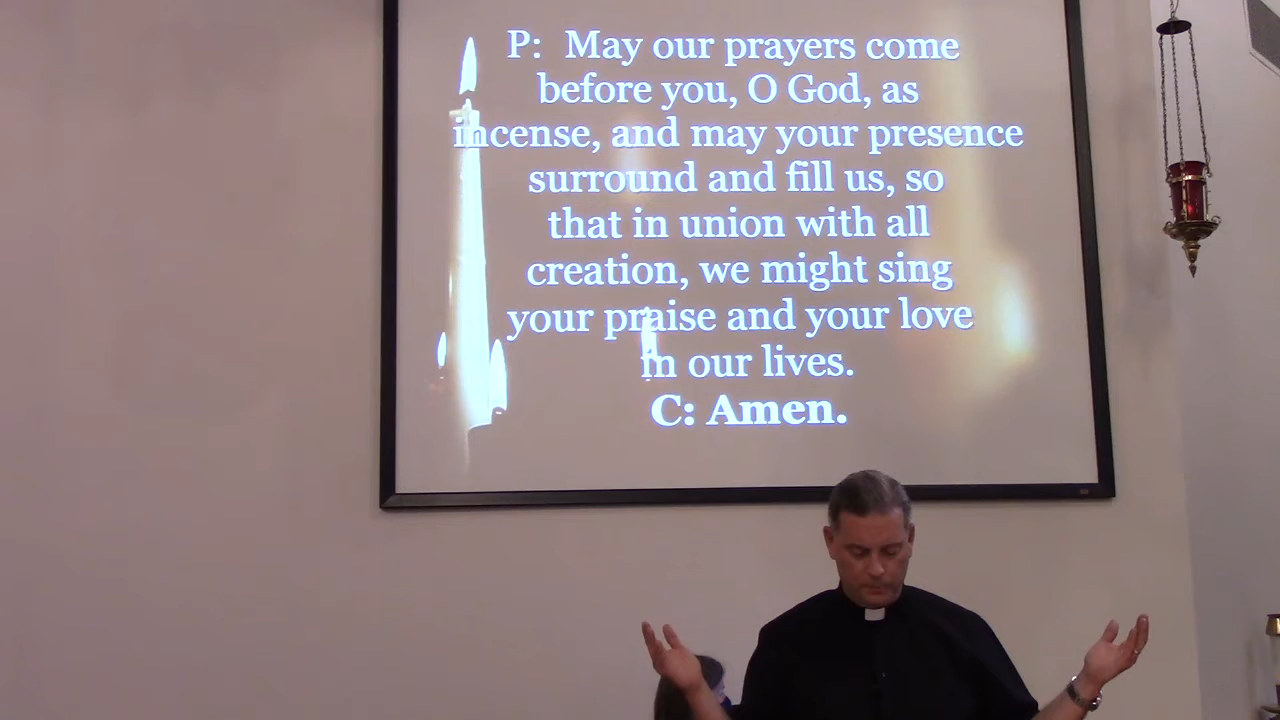 P: May our prayers come
before you, O God, as
incense, and may your presence
surround and fill us, so
that in union with all
creation, we might sing
your praise and your love
in our lives.
C: Amen.